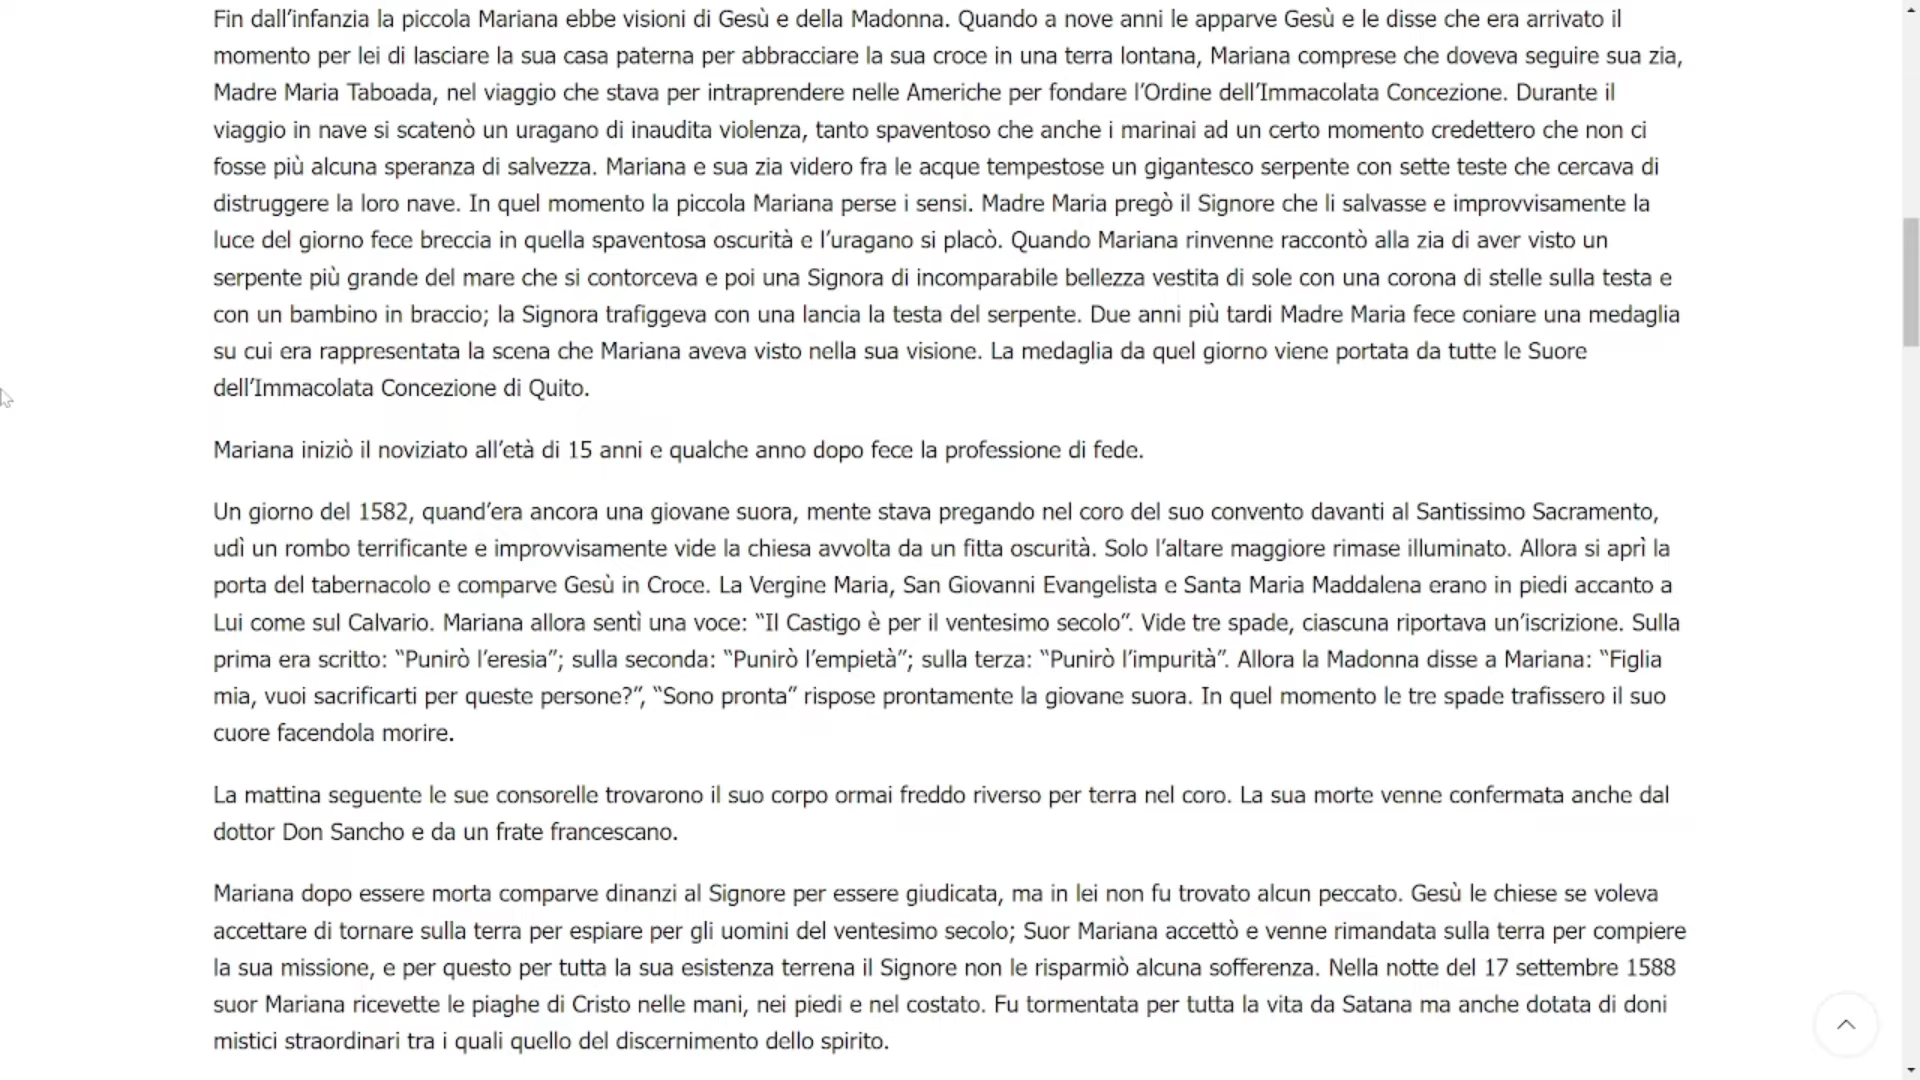 Fin dall’infanzia la piccola Mariana ebbe visioni di Gesù e della Madonna. Quando a nove anni le apparve Gesù e le disse che era arrivato il
momento per lei di lasciare la sua casa paterna per abbracciare la sua croce in una terra lontana, Mariana comprese che doveva seguire sua zia,
Madre Maria Taboada, nel viaggio che stava per intraprendere nelle Americhe per fondare l’Ordine dell’Immacolata Concezione. Durante il
viaggio in nave si scatenò un uragano di inaudita violenza, tanto spaventoso che anche i marinai ad un certo momento credettero che non ci
fosse più alcuna speranza di salvezza. Mariana e sua zia videro fra le acque tempestose un gigantesco serpente con sette teste che cercava di
distruggere la loro nave. In quel momento la piccola Mariana perse i sensi. Madre Maria pregò il Signore che li salvasse e improvvisamente la
luce del giorno fece breccia in quella spaventosa oscurità e l’uragano si placò. Quando Mariana rinvenne raccontò alla zia di aver visto un
serpente più grande del mare che si contorceva e poi una Signora di incomparabile bellezza vestita di sole con una corona di stelle sulla testa e
con un bambino in braccio; la Signora trafiggeva con una lancia la testa del serpente. Due anni più tardi Madre Maria fece coniare una medaglia
su cui era rappresentata la scena che Mariana aveva visto nella sua visione. La medaglia da quel giorno viene portata da tutte le Suore
dell’Immacolata Concezione di Quito.
Mariana iniziò il noviziato all’età di 15 anni e qualche anno dopo fece la professione di fede.
Un giorno del 1582, quand’era ancora una giovane suora, mente stava pregando nel coro del suo convento davanti al Santissimo Sacramento,
udì un rombo terrificante e improvvisamente vide la chiesa avvolta da un fitta oscurità. Solo l’altare maggiore rimase illuminato. Allora si aprì la
porta del tabernacolo e comparve Gesù in Croce. La Vergine Maria, San Giovanni Evangelista e Santa Maria Maddalena erano in piedi accanto a
Lui come sul Calvario. Mariana allora sentì una voce: “Il Castigo è per il ventesimo secolo”. Vide tre spade, ciascuna riportava un’iscrizione. Sulla
prima era scritto: “Punirò l’eresia”; sulla seconda: “Punirò l’empietà”; sulla terza: “Punirò l’impurità”. Allora la Madonna disse a Mariana: “Figlia
mia, vuoi sacrificarti per queste persone?”, “Sono pronta” rispose prontamente la giovane suora. In quel momento le tre spade trafissero il suo
cuore facendola morire.
La mattina seguente le sue consorelle trovarono il suo corpo ormai freddo riverso per terra nel coro. La sua morte venne confermata anche dal
dottor Don Sancho e da un frate francescano.
Mariana dopo essere morta comparve dinanzi al Signore per essere giudicata, ma in lei non fu trovato alcun peccato. Gesù le chiese se voleva
accettare di tornare sulla terra per espiare per gli uomini del ventesimo secolo; Suor Mariana accettò e venne rimandata sulla terra per compiere
la sua missione, e per questo per tutta la sua esistenza terrena il Signore non le risparmiò alcuna sofferenza. Nella notte del 17 settembre 1588
suor Mariana ricevette le piaghe di Cristo nelle mani, nei piedi e nel costato. Fu tormentata per tutta la vita da Satana ma anche dotata di doni
mistici straordinari tra i quali quello del discernimento dello spirito.